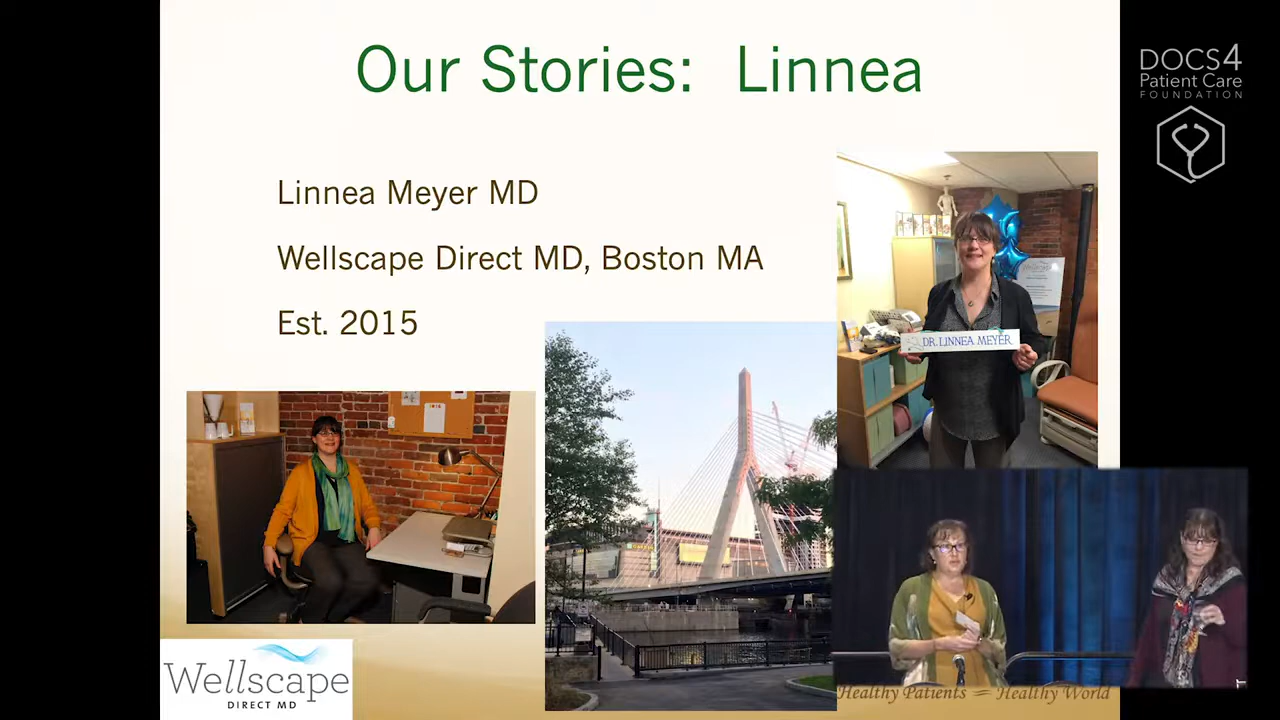 Our Stories: Linnea
DOCS4
Patient Care
FOUNDATION
Linnea Meyer MD
Wellscape Direct MD, Boston MA
Est. 2015
DR. LINNEA MEYER
Wellscape
DIRECT MD
Healthy Patients = Healthy World